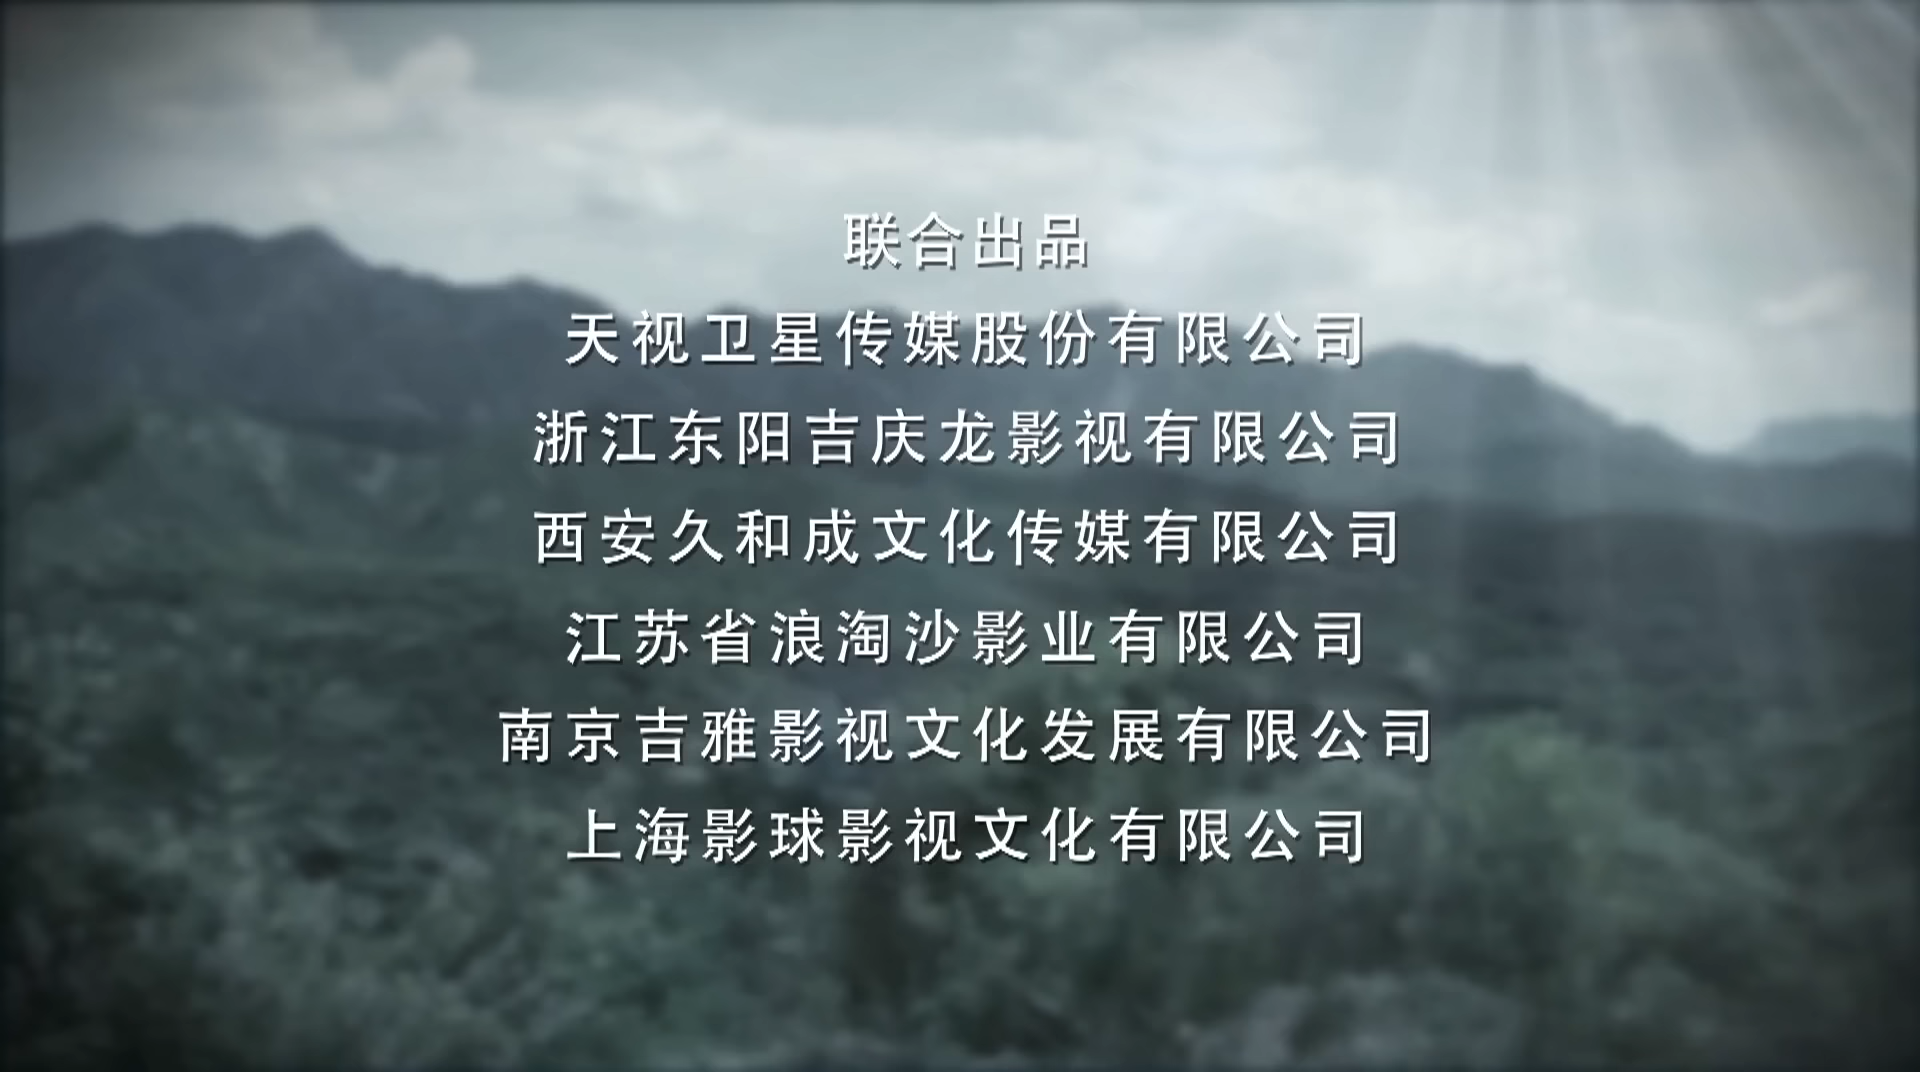 联合出品
天视卫星传媒股份有限公司
浙江东阳吉庆龙影视有限公司
西安久和成文化传媒有限公司
江苏省浪淘沙影业有限公司
南京吉雅影视文化发展有限公司
上海影球影视文化有限公司